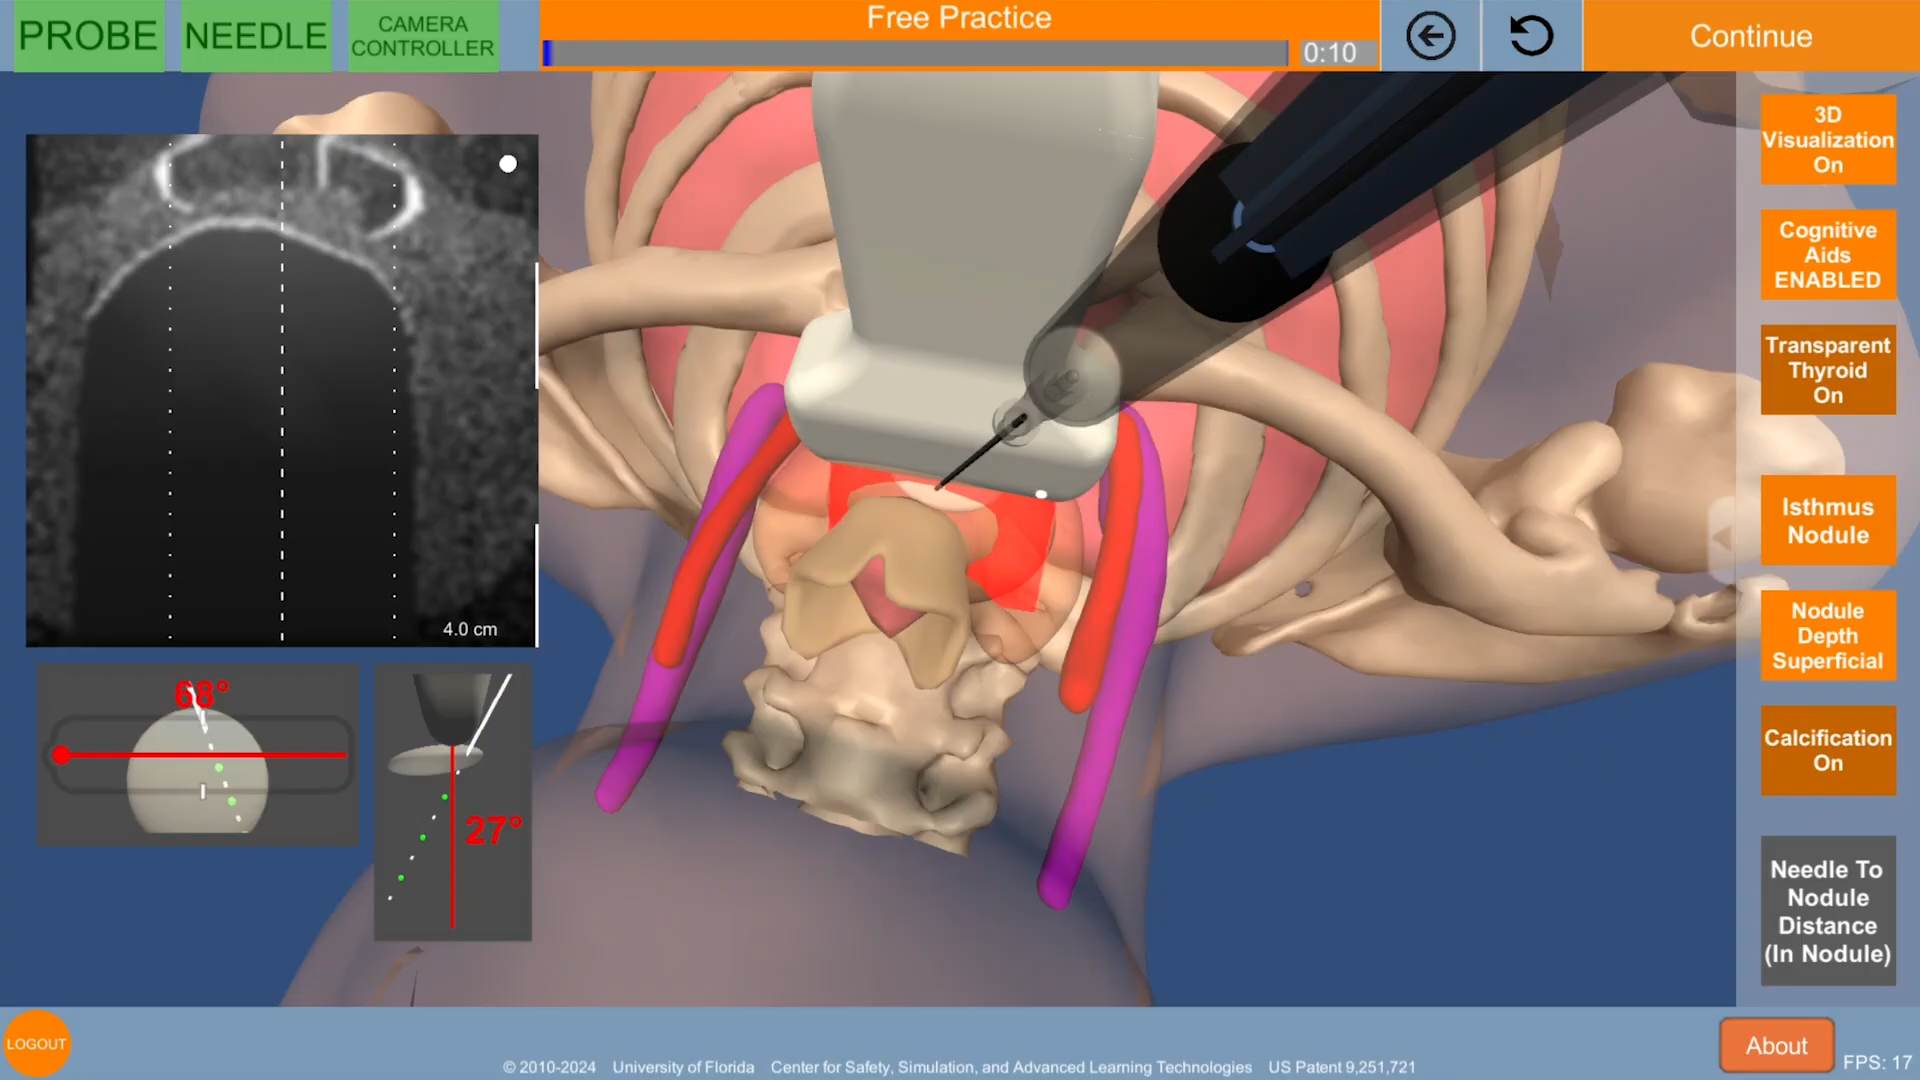 PROBE
NEEDLE
CAMERA
CONTROLLER
Free Practice
0:10
Continue
3D
Visualization
On
Cognitive
Aids
ENABLED
Transparent
Thyroid
On
Isthmus
Nodule
Nodule
Depth
Superficial
Calcification
On
Needle To
Nodule
Distance
(In Nodule)
4.0 cm
68°
27°
LOGOUT
© 2010-2024 University of Florida Center for Safety, Simulation, and Advanced Learning Technologies US Patent 9,251,721
About
FPS: 17